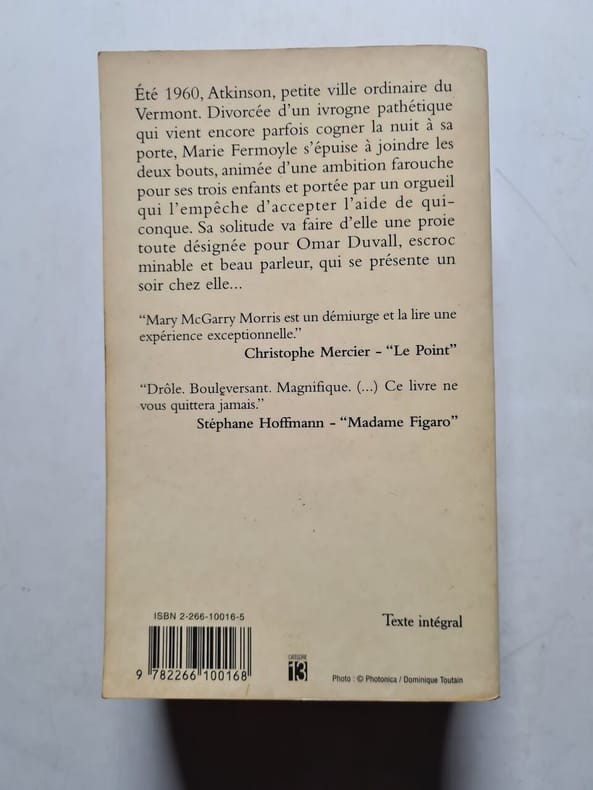 Été 1960, Atkinson, petite ville ordinaire du
Vermont. Divorcée d'un ivrogne pathétique
qui vient encore parfois cogner la nuit à sa
porte, Marie Fermoyle s'épuise à joindre les
deux bouts, animée d'une ambition farouche
pour ses trois enfants et portée par un orgueil
qui l'empêche d'accepter l'aide de qui-
conque. Sa solitude va faire d'elle une proie
toute désignée pour Omar Duvall, escroc
minable et beau parleur, qui se présente un
soir chez elle...
“Mary McGarry Morris est un démiurge et la lire une
expérience exceptionnelle.”
Christophe Mercier – “Le Point”
“Drôle. Bouleversant. Magnifique. (...) Ce livre ne
vous quittera jamais.”
Stéphane Hoffmann – “Madame Figaro”
ISBN 2-266-10016-5
9 782266 100168
Texte intégral
CATÉGORIE
13
Photo : © Photonica / Dominique Toutain